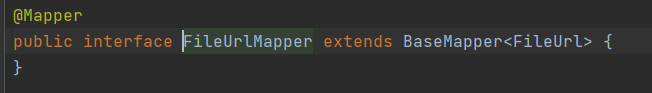 @Mapper
public interface FileUrlMapper extends BaseMapper<FileUrl> {
}